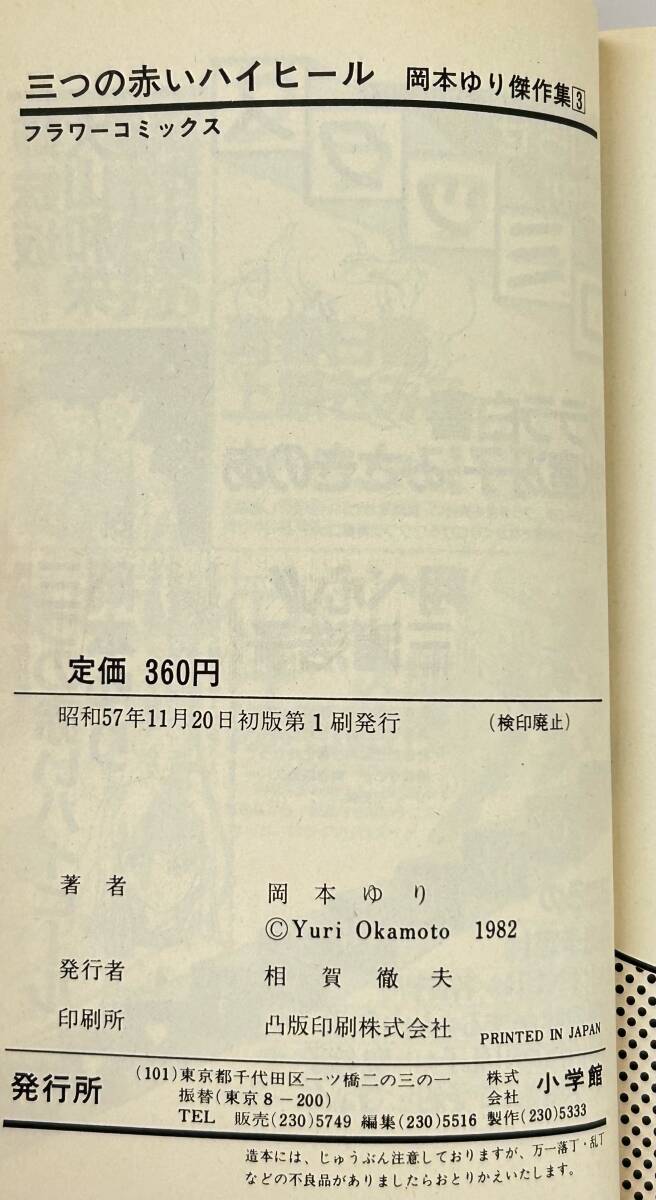 三つの赤いハイヒール 岡本ゆり傑作集3
フラワーコミックス
定価 360円
昭和57年11月20日初版第1刷発行 (検印廃止)
著者 岡本ゆり
©Yuri Okamoto 1982
発行者 相賀徹夫
印刷所 凸版印刷株式会社 PRINTED IN JAPAN
発行所 (101)東京都千代田区一ツ橋二の三の一 株式会社 小学館
振替(東京8-200)
TEL 販売(230)5749 編集(230)5516 製作(230)5333
造本には、じゅうぶん注意しておりますが、万一落丁・乱丁
などの不良品がありましたらおとりかえいたします。